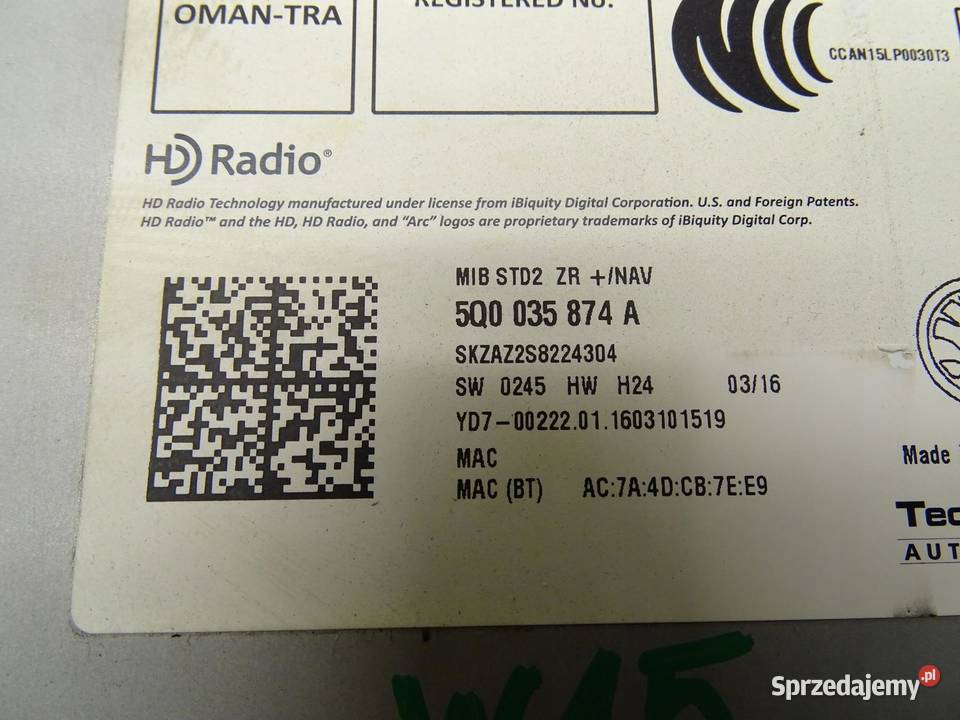 OMAN-TRA
REGISTERED No.
CCAN15LP0030T3
HD Radio®
HD Radio Technology manufactured under license from iBiquity Digital Corporation. U.S. and Foreign Patents.
HD Radio™ and the HD, HD Radio, and “Arc” logos are proprietary trademarks of iBiquity Digital Corp.
MIB STD2 ZR +/NAV
5Q0 035 874 A
SKZAZ2S8224304
SW 0245 HW H24 03/16
YD7-00222.01.1603101519
MAC
MAC (BT) AC:7A:4D:CB:7E:E9
Made
Tec
AUT
W15
Sprzedajemy.pl